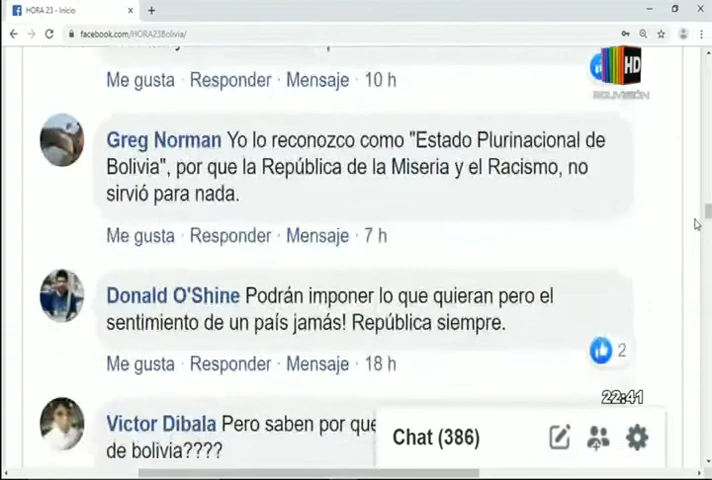 HORA 23 - Inicio
facebook.com/HORA23Bolivia/
Me gusta · Responder · Mensaje · 10 h
HD
BOLIVISIÓN
Greg Norman Yo lo reconozco como "Estado Plurinacional de
Bolivia", por que la República de la Miseria y el Racismo, no
sirvió para nada.
Me gusta · Responder · Mensaje · 7 h
Donald O'Shine Podrán imponer lo que quieran pero el
sentimiento de un país jamás! República siempre.
2
Me gusta · Responder · Mensaje · 18 h
22:41
Victor Dibala Pero saben por que
de bolivia????
Chat (386)